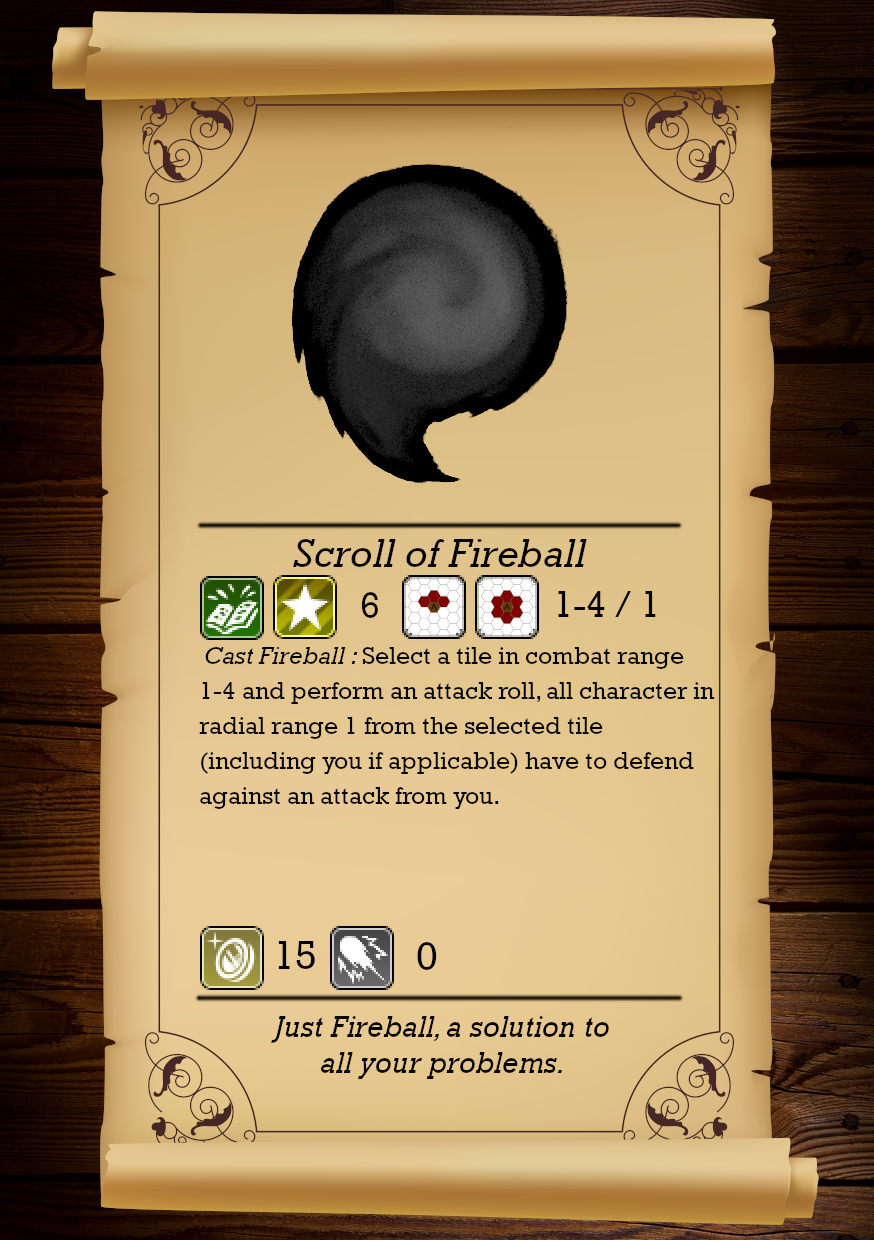 Scroll of Fireball
6 1-4 / 1
Cast Fireball : Select a tile in combat range
1-4 and perform an attack roll, all character in
radial range 1 from the selected tile
(including you if applicable) have to defend
against an attack from you.
15 0
Just Fireball, a solution to
all your problems.